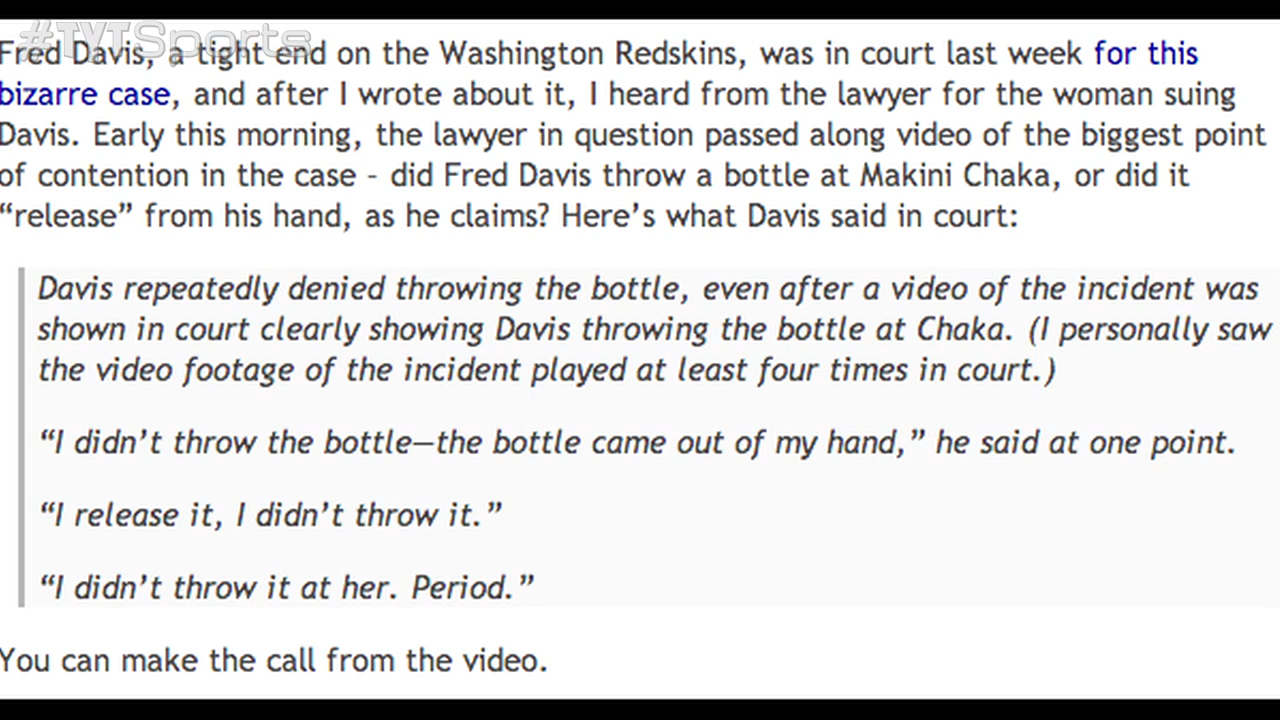 #TYTSports
Fred Davis, a tight end on the Washington Redskins, was in court last week for this
bizarre case, and after I wrote about it, I heard from the lawyer for the woman suing
Davis. Early this morning, the lawyer in question passed along video of the biggest point
of contention in the case - did Fred Davis throw a bottle at Makini Chaka, or did it
“release” from his hand, as he claims? Here’s what Davis said in court:
Davis repeatedly denied throwing the bottle, even after a video of the incident was
shown in court clearly showing Davis throwing the bottle at Chaka. (I personally saw
the video footage of the incident played at least four times in court.)
“I didn’t throw the bottle—the bottle came out of my hand,” he said at one point.
“I release it, I didn’t throw it.”
“I didn’t throw it at her. Period.”
You can make the call from the video.